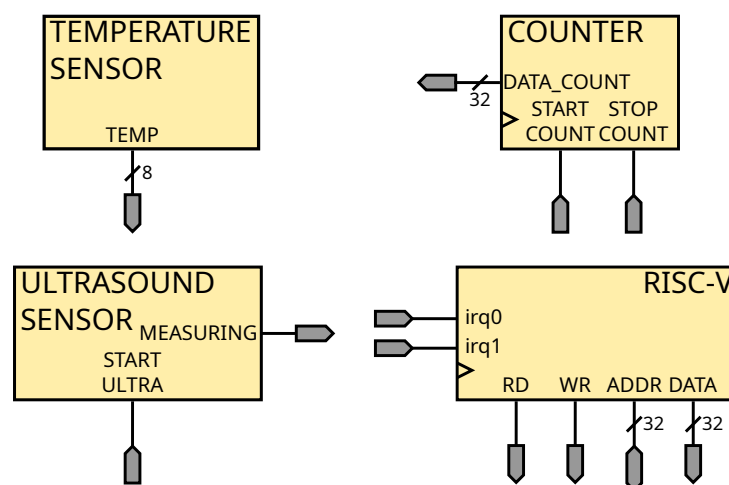 TEMPERATURE
SENSOR
TEMP
8
COUNTER
DATA_COUNT
32
START STOP
COUNT COUNT
ULTRASOUND
SENSOR
MEASURING
START
ULTRA
RISC-V
irq0
irq1
RD WR ADDR DATA
32 32